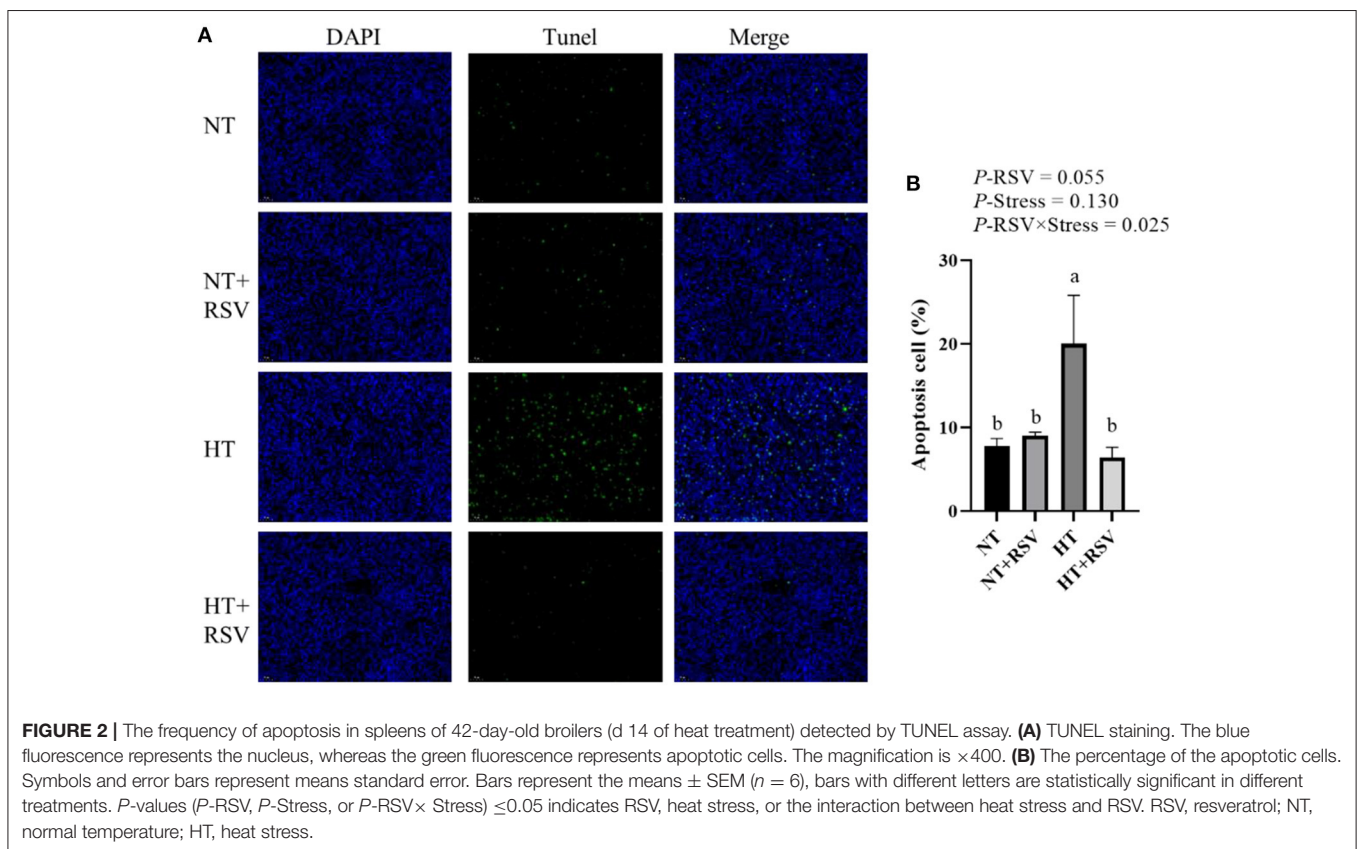 A
DAPI
Tunel
Merge
NT
NT+
RSV
HT
HT+
RSV
B
P-RSV = 0.055
P-Stress = 0.130
P-RSV×Stress = 0.025
Apoptosis cell (%)
30
20
10
0
b
b
a
b
NT
NT+RSV
HT
HT+RSV
FIGURE 2 | The frequency of apoptosis in spleens of 42-day-old broilers (d 14 of heat treatment) detected by TUNEL assay. (A) TUNEL staining. The blue
fluorescence represents the nucleus, whereas the green fluorescence represents apoptotic cells. The magnification is ×400. (B) The percentage of the apoptotic cells.
Symbols and error bars represent means standard error. Bars represent the means ± SEM (n = 6), bars with different letters are statistically significant in different
treatments. P-values (P-RSV, P-Stress, or P-RSV× Stress) ≤0.05 indicates RSV, heat stress, or the interaction between heat stress and RSV. RSV, resveratrol; NT,
normal temperature; HT, heat stress.